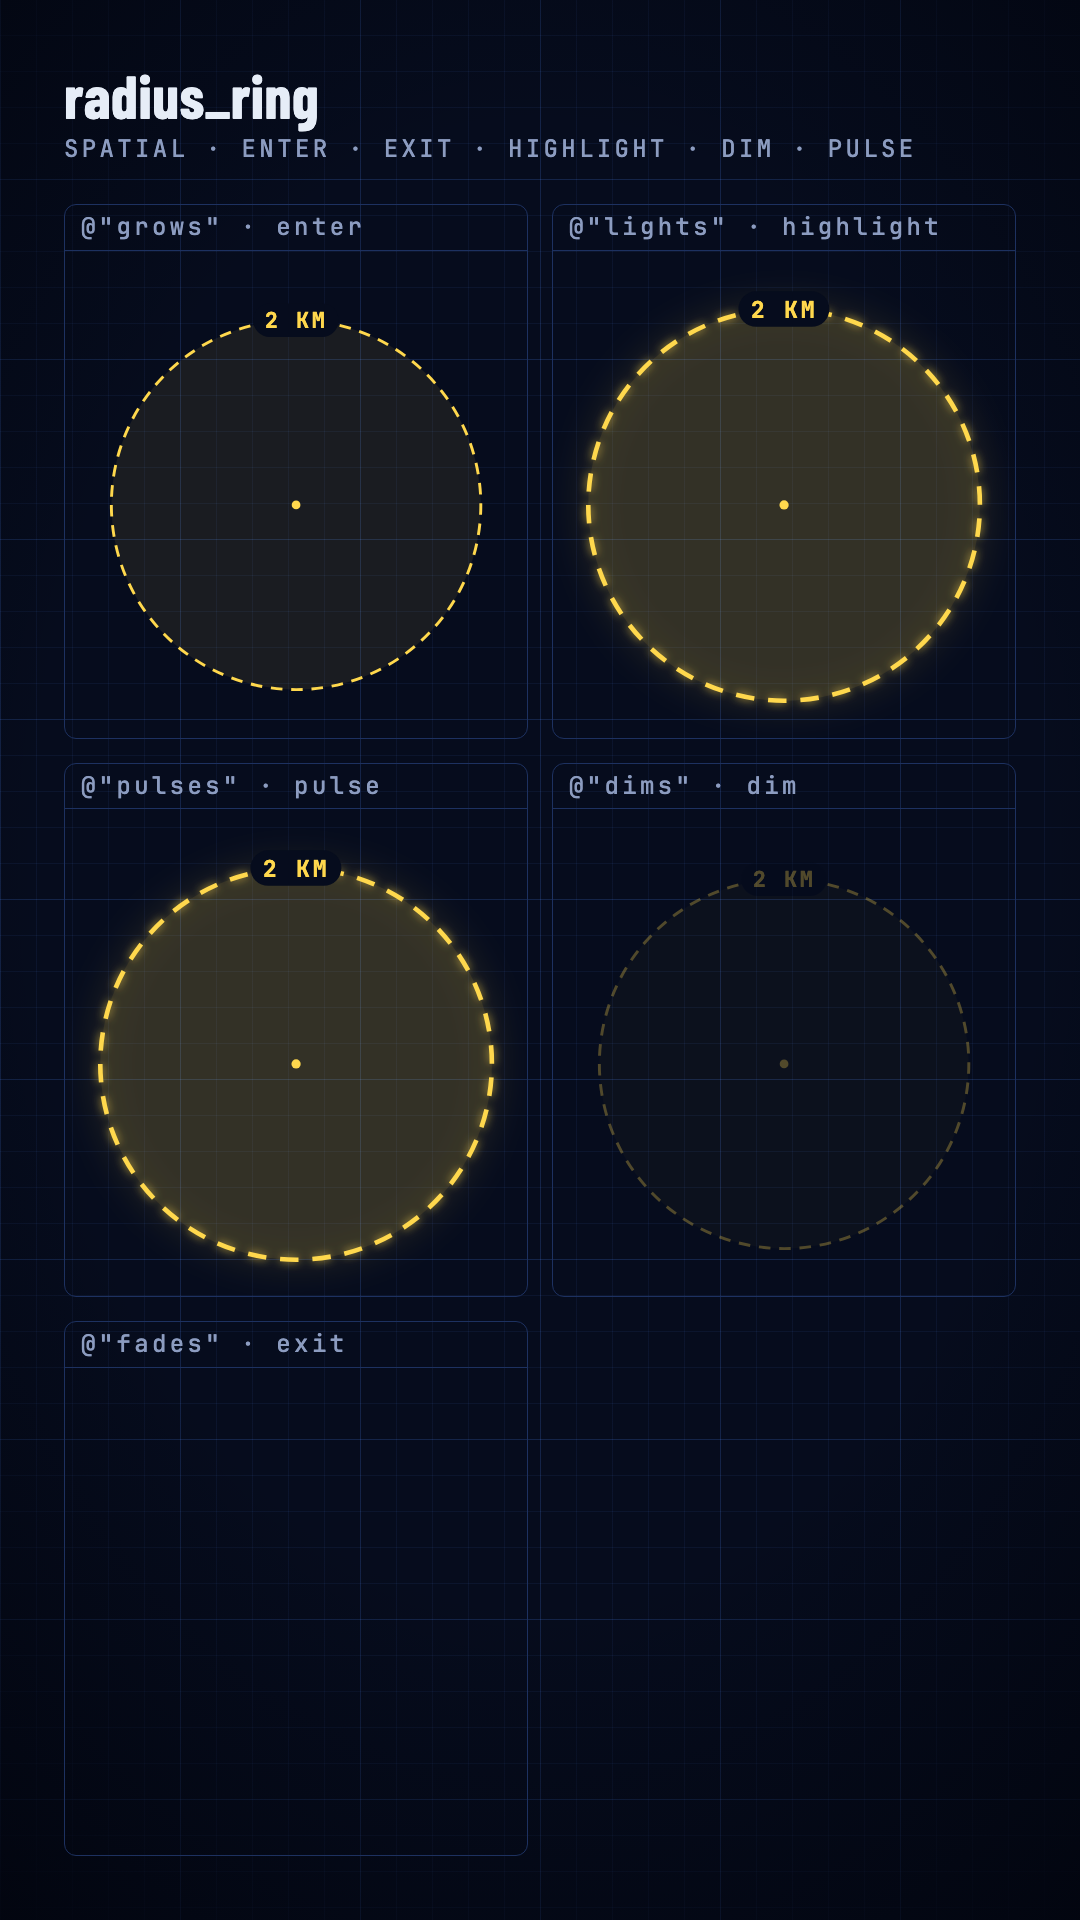 radius_ring
SPATIAL · ENTER · EXIT · HIGHLIGHT · DIM · PULSE
@"grows" · enter
2 KM
@"lights" · highlight
2 KM
@"pulses" · pulse
2 KM
@"dims" · dim
2 KM
@"fades" · exit